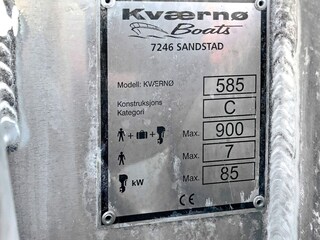 Kværnø
Boats
7246 SANDSTAD
Modell: KVÆRNØ 585
Konstruksjons
Kategori C
+ + Max. 900
Max. 7
kW Max. 85
CE